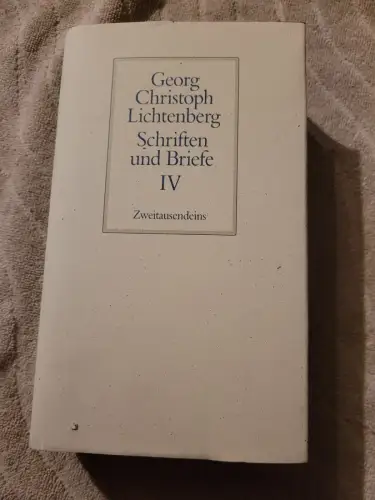 Georg
Christoph
Lichtenberg
Schriften
und Briefe
IV
Zweitausendeins